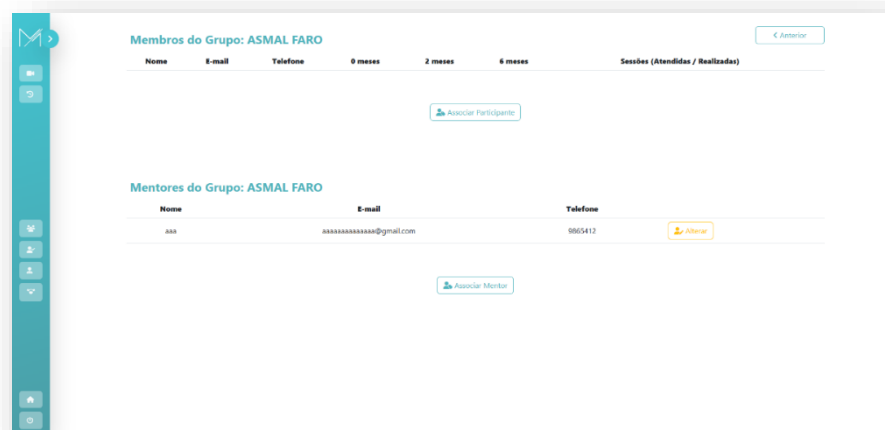 Membros do Grupo: ASMAL FARO
Anterior
Nome E-mail Telefone 0 meses 2 meses 6 meses Sessões (Atendidas / Realizadas)
Associar Participante
Mentores do Grupo: ASMAL FARO
Nome E-mail Telefone
aaa aaaaaaaaaaaaaa@gmail.com 9865412 Alterar
Associar Mentor